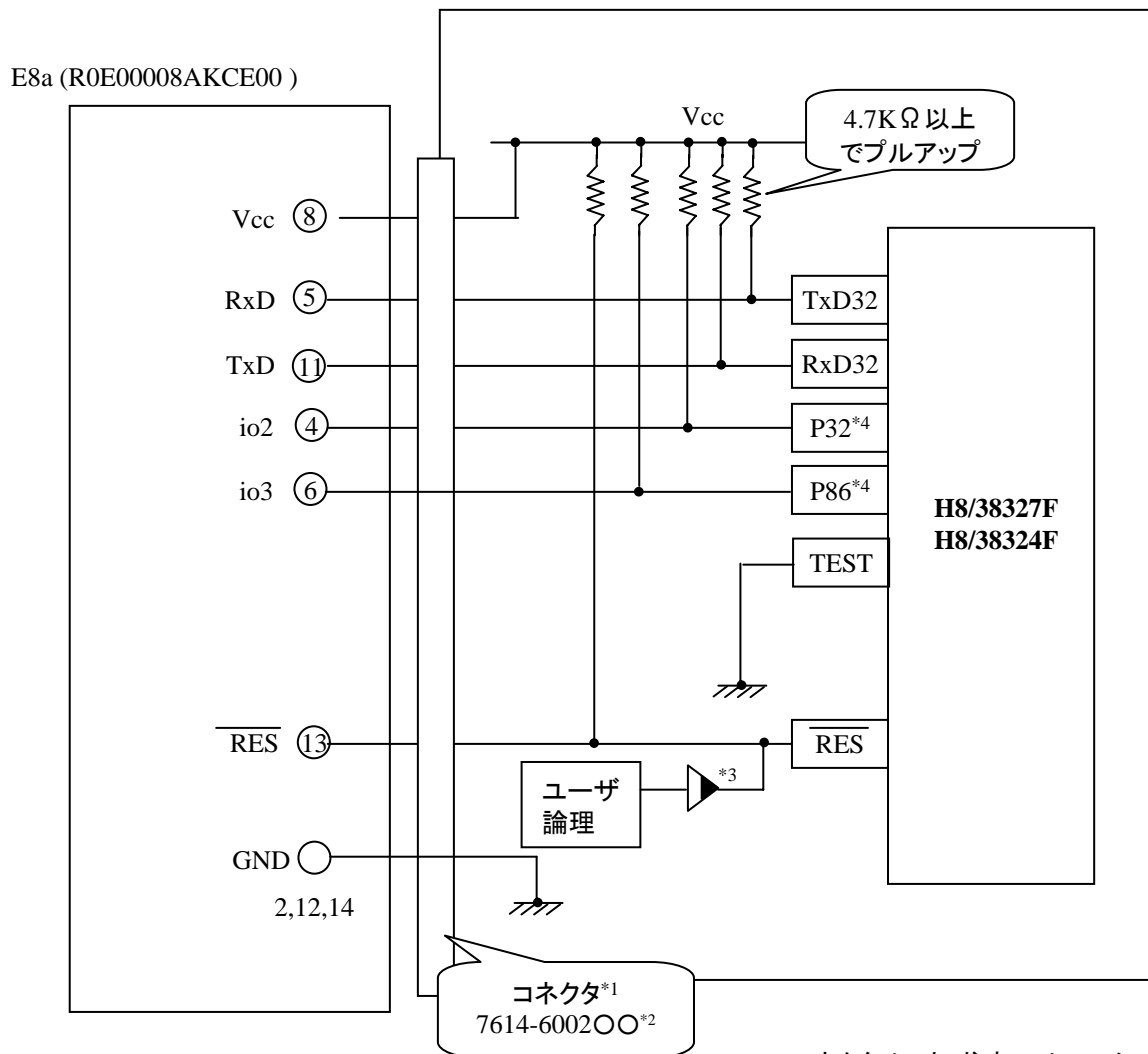 E8a (R0E00008AKCE00 )
Vcc
4.7KΩ以上
でプルアップ
Vcc ⑧
RxD ⑤
TxD32
TxD ⑪
RxD32
io2 ④
P32*4
io3 ⑥
P86*4
H8/38327F
H8/38324F
TEST
RES ⑬
RES
*3
ユーザ
論理
GND ○
2,12,14
コネクタ*1
7614-6002○○*2